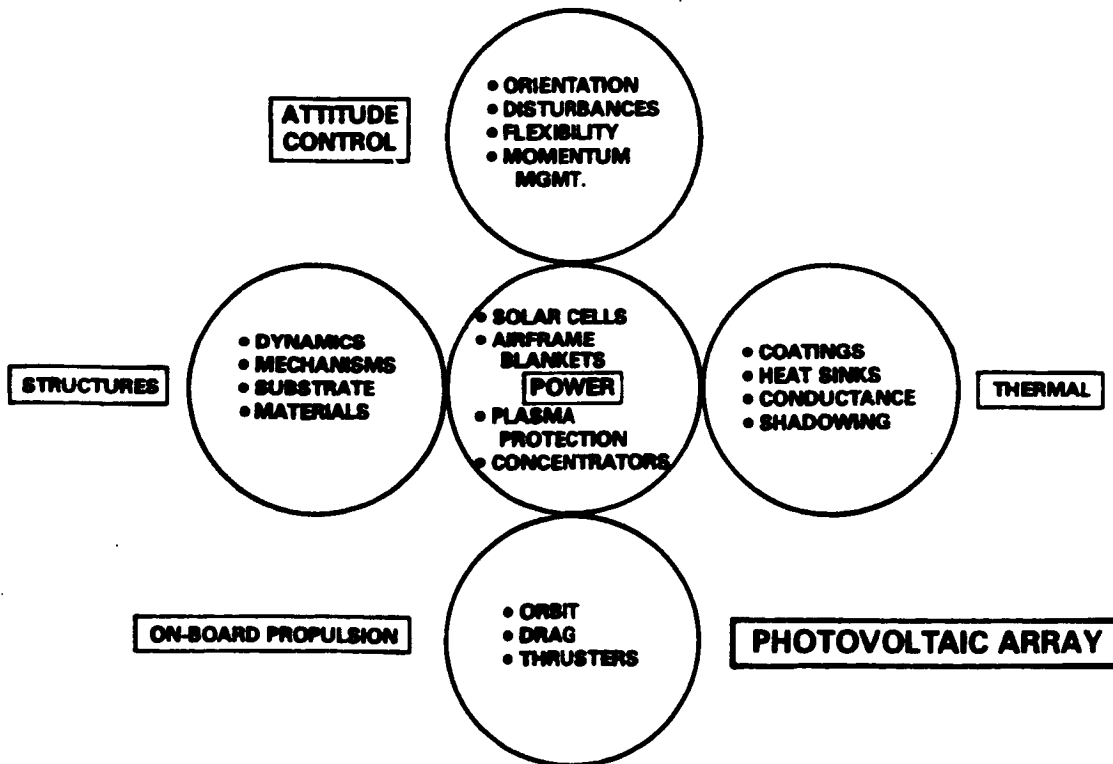 ATTITUDE
CONTROL
• ORIENTATION
• DISTURBANCES
• FLEXIBILITY
• MOMENTUM
MGMT.
STRUCTURES
• DYNAMICS
• MECHANISMS
• SUBSTRATE
• MATERIALS
• SOLAR CELLS
• AIRFRAME
BLANKETS
POWER
• PLASMA
PROTECTION
• CONCENTRATORS
• COATINGS
• HEAT SINKS
• CONDUCTANCE
• SHADOWING
THERMAL
ON-BOARD PROPULSION
• ORBIT
• DRAG
• THRUSTERS
PHOTOVOLTAIC ARRAY